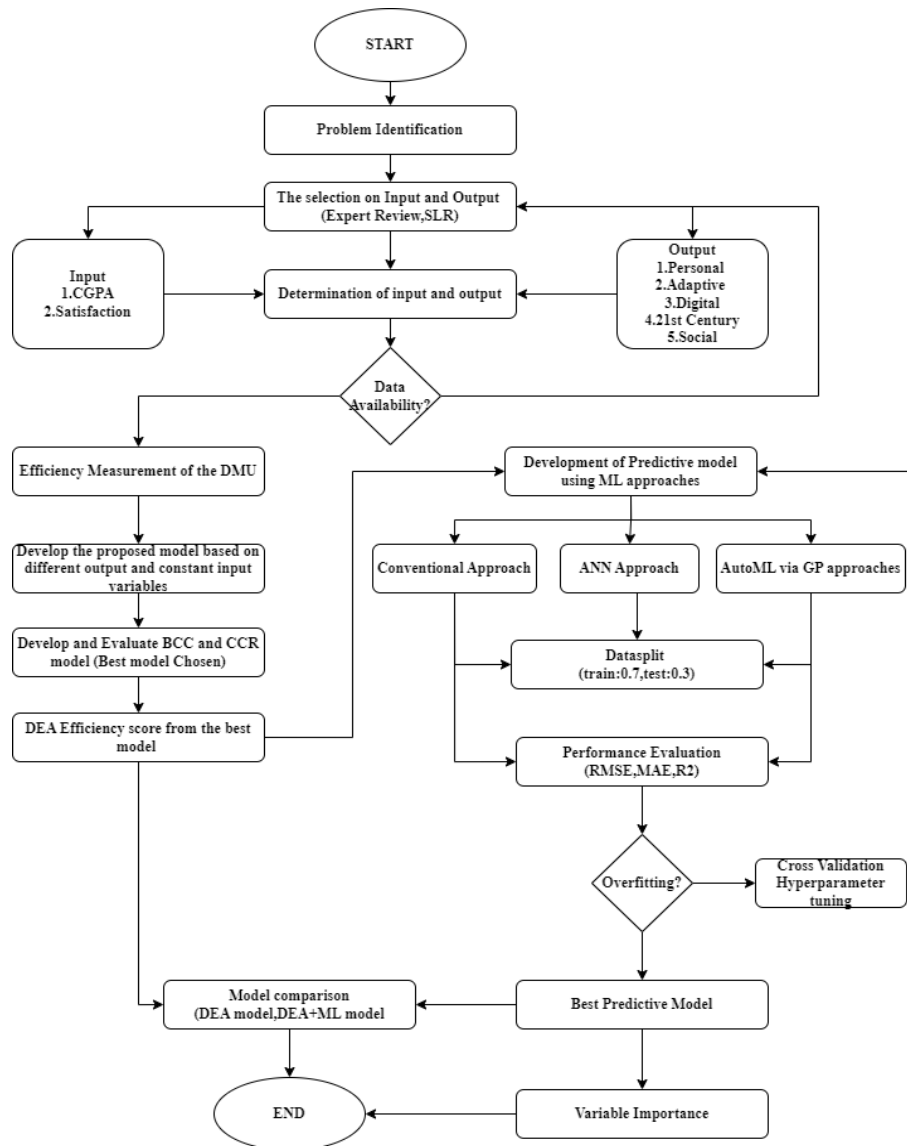 START
Problem Identification
The selection on Input and Output
(Expert Review,SLR)
Input
1.CGPA
2.Satisfaction
Determination of input and output
Output
1.Personal
2.Adaptive
3.Digital
4.21st Century
5.Social
Data
Availability?
Efficiency Measurement of the DMU
Development of Predictive model
using ML approaches
Develop the proposed model based on
different output and constant input
variables
Conventional Approach
ANN Approach
AutoML via GP approaches
Develop and Evaluate BCC and CCR
model (Best model Chosen)
Datasplit
(train:0.7,test:0.3)
DEA Efficiency score from the best
model
Performance Evaluation
(RMSE,MAE,R2)
Overfitting?
Cross Validation
Hyperparameter
tuning
Model comparison
(DEA model,DEA+ML model
Best Predictive Model
END
Variable Importance